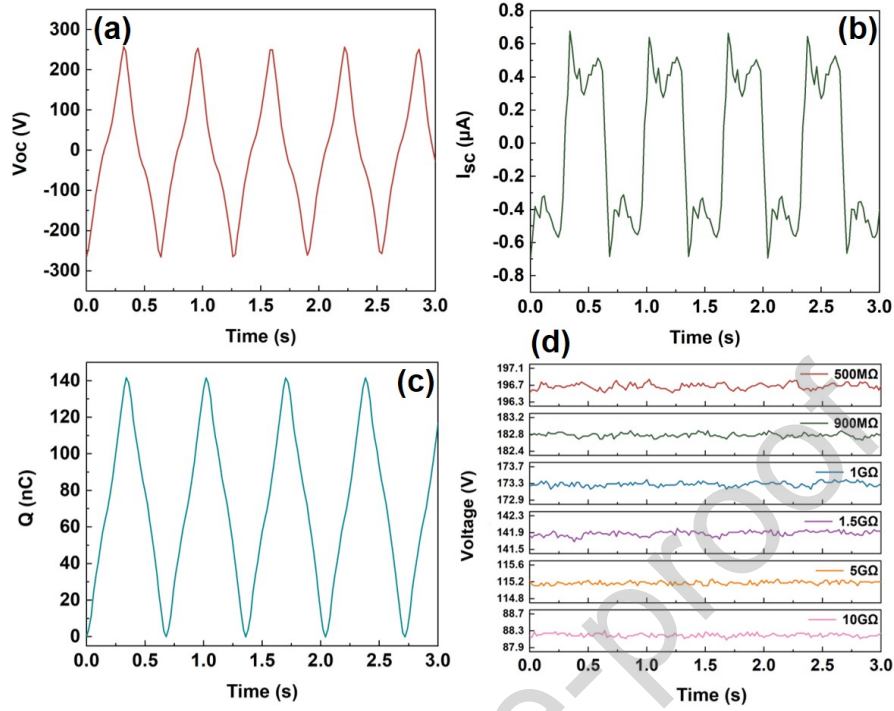 (a)
300
200
100
0
-100
-200
-300
Voc (V)
0.0 0.5 1.0 1.5 2.0 2.5 3.0
Time (s)
(b)
0.8
0.6
0.4
0.2
0.0
-0.2
-0.4
-0.6
-0.8
Isc (μA)
0.0 0.5 1.0 1.5 2.0 2.5 3.0
Time (s)
(c)
140
120
100
80
60
40
20
0
Q (nC)
0.0 0.5 1.0 1.5 2.0 2.5 3.0
Time (s)
(d)
197.1
196.7
196.3
500MΩ
183.2
182.8
182.4
900MΩ
173.7
173.3
172.9
1GΩ
142.3
141.9
141.5
1.5GΩ
115.6
115.2
114.8
5GΩ
88.7
88.3
87.9
10GΩ
Voltage (V)
0.0 0.5 1.0 1.5 2.0 2.5 3.0
Time (s)
e-proof